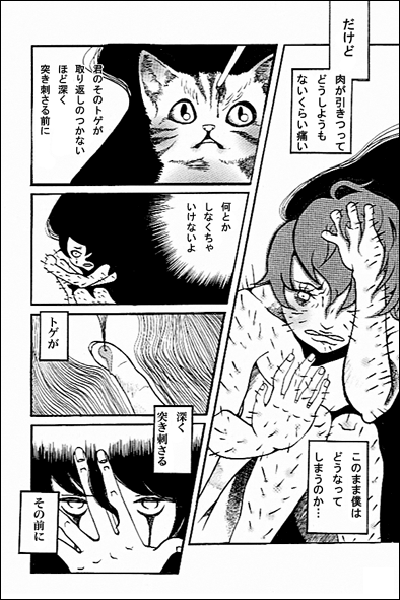 だけど
肉が引きつって
どうしようも
ないくらい痛い
このまま僕は
どうなって
しまうのか…
君のそのトゲが
取り返しのつかない
ほど深く
突き刺さる前に
何とか
しなくちゃ
いけないよ
トゲが
深く
突き刺さる
その前に